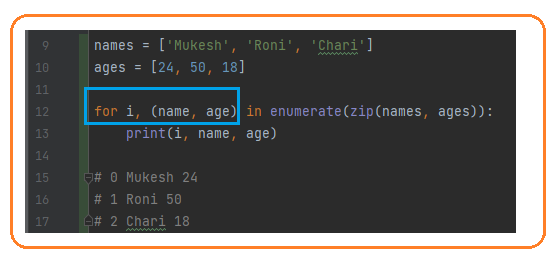 9 names = ['Mukesh', 'Roni', 'Chari']
10 ages = [24, 50, 18]
11
12 for i, (name, age) in enumerate(zip(names, ages)):
13     print(i, name, age)
14
15 # 0 Mukesh 24
16 # 1 Roni 50
17 # 2 Chari 18